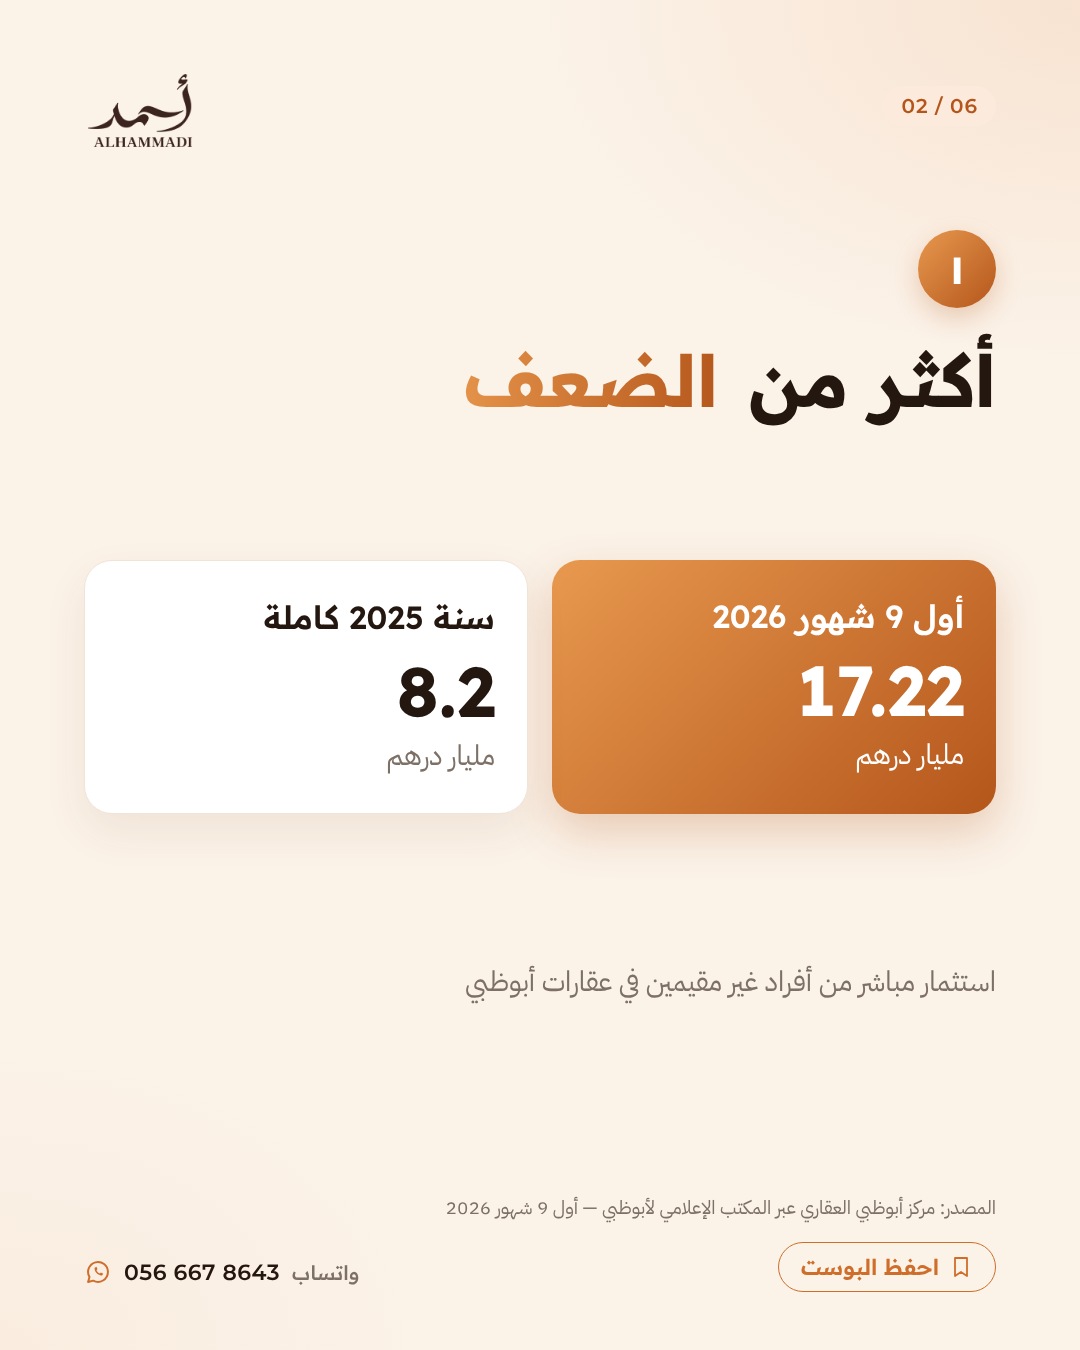 أحمد
ALHAMMADI
02 / 06
١
أكثر من الضعف
أول 9 شهور 2026
17.22
مليار درهم
سنة 2025 كاملة
8.2
مليار درهم
استثمار مباشر من أفراد غير مقيمين في عقارات أبوظبي
المصدر: مركز أبوظبي العقاري عبر المكتب الإعلامي لأبوظبي — أول 9 شهور 2026
احفظ البوست
واتساب 056 667 8643